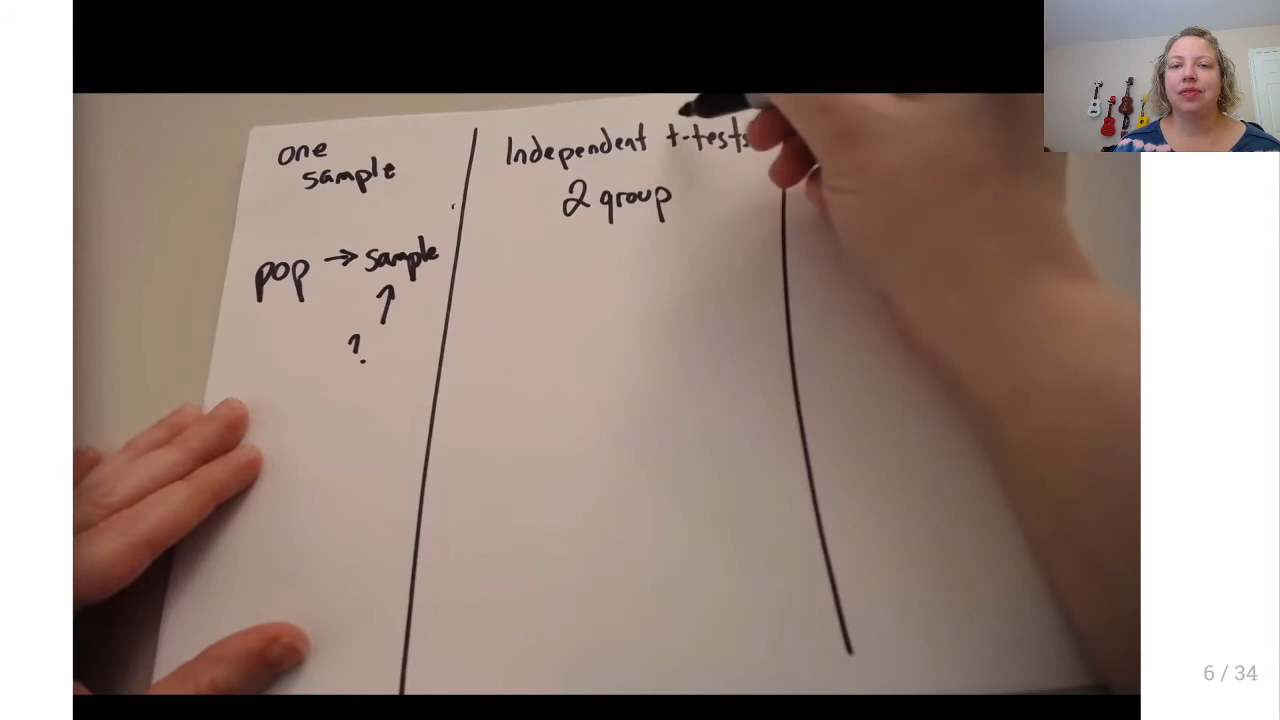 one
sample
pop → sample
↑
?
Independent t-tests
2 group
6 / 34